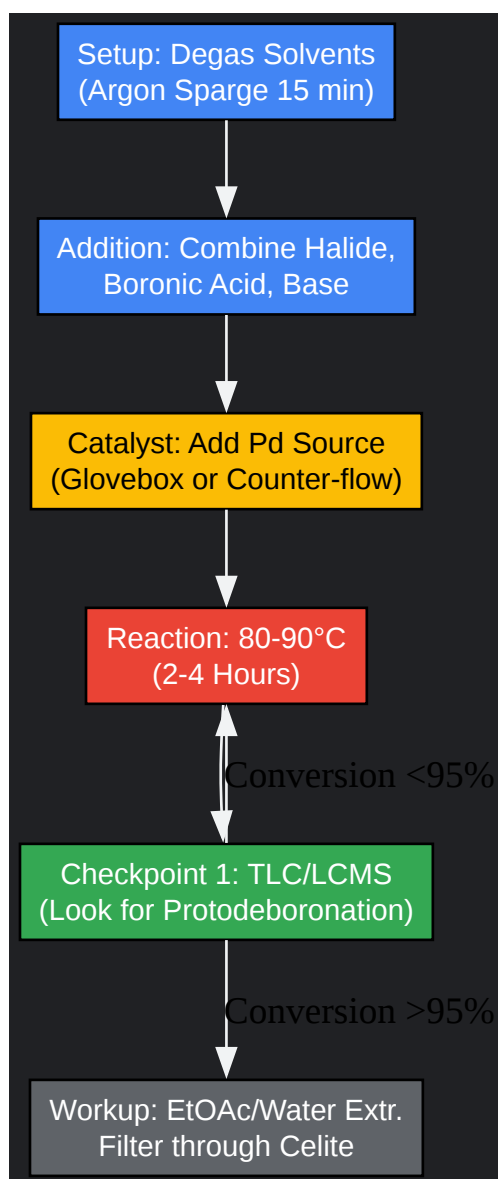 Setup: Degas Solvents
(Argon Sparge 15 min)
Addition: Combine Halide,
Boronic Acid, Base
Catalyst: Add Pd Source
(Glovebox or Counter-flow)
Reaction: 80-90°C
(2-4 Hours)
Conversion <95%
Checkpoint 1: TLC/LCMS
(Look for Protodeboronation)
Conversion >95%
Workup: EtOAc/Water Extr.
Filter through Celite